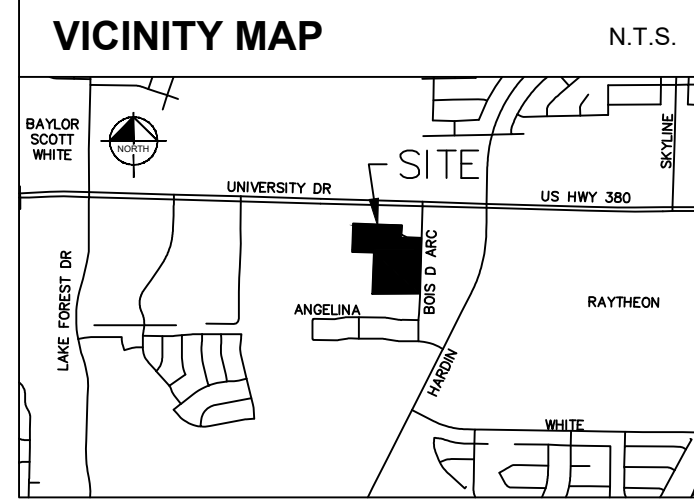 VICINITY MAP
N.T.S.
BAYLOR
SCOTT
WHITE
NORTH
SKYLINE
SITE
UNIVERSITY DR
US HWY 380
LAKE FOREST DR
BOIS D ARC
RAYTHEON
ANGELINA
HARDIN
WHITE